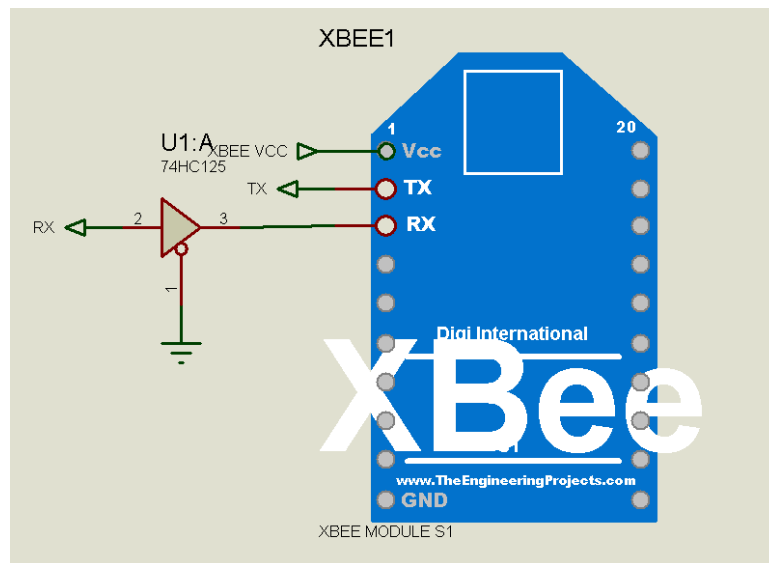 XBEE1
1
20
U1:A
74HC125
XBEE VCC
Vcc
TX
TX
RX
2
3
RX
1
Digi International
XBee
www.TheEngineeringProjects.com
GND
XBEE MODULE S1